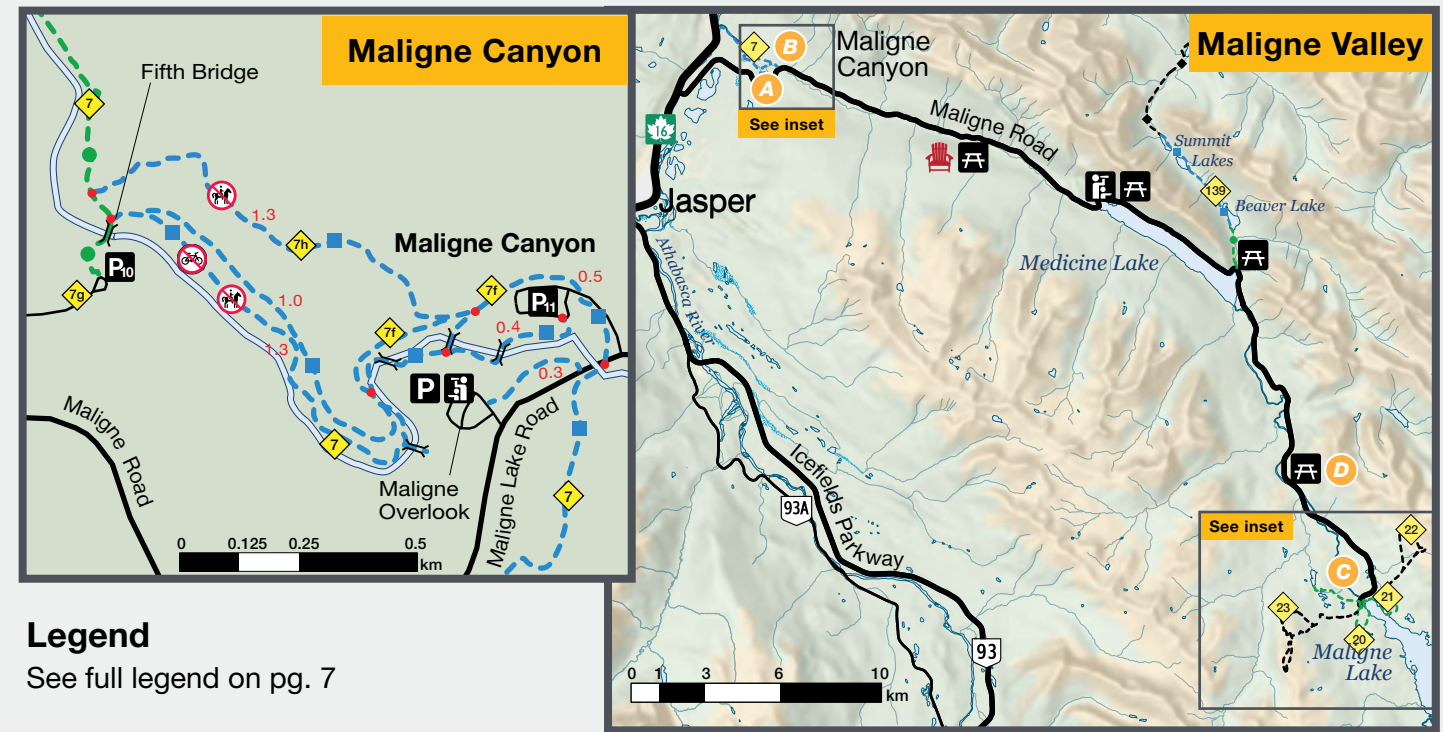 Maligne Canyon
Fifth Bridge
7
1.3
7h
Maligne Canyon
0.5
7f
P11
P10
7g
1.0
0.4
7f
1.3
0.3
P
7
Maligne Road
Maligne
Overlook
Maligne Lake Road
7
0 0.125 0.25 0.5
km
Legend
See full legend on pg. 7
Maligne Valley
7
B
A
Maligne
Canyon
See inset
Maligne Road
16
Summit
Lakes
139
Beaver Lake
Jasper
Athabasca River
Medicine Lake
Icefields Parkway
93A
D
See inset
22
C
21
23
20
Maligne
Lake
93
0 1 3 6 10
km